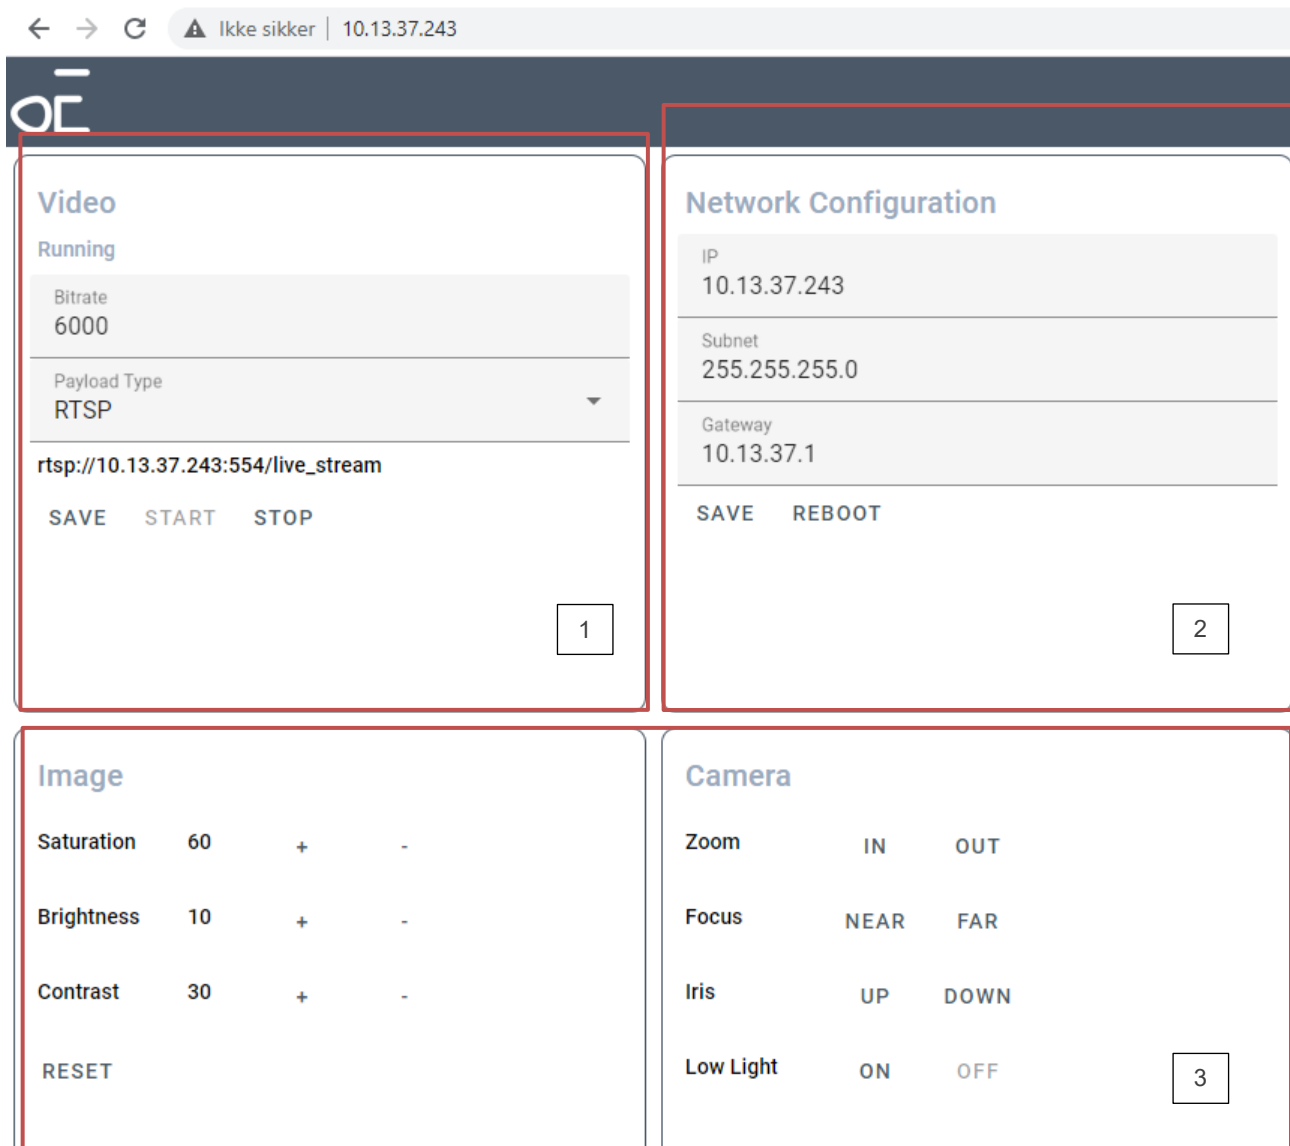 Ikke sikker | 10.13.37.243
OE
Video
Running
Bitrate
6000
Payload Type
RTSP
rtsp://10.13.37.243:554/live_stream
SAVE START STOP
1
Network Configuration
IP
10.13.37.243
Subnet
255.255.255.0
Gateway
10.13.37.1
SAVE REBOOT
2
Image
Saturation 60 + -
Brightness 10 + -
Contrast 30 + -
RESET
Camera
Zoom IN OUT
Focus NEAR FAR
Iris UP DOWN
Low Light ON OFF
3